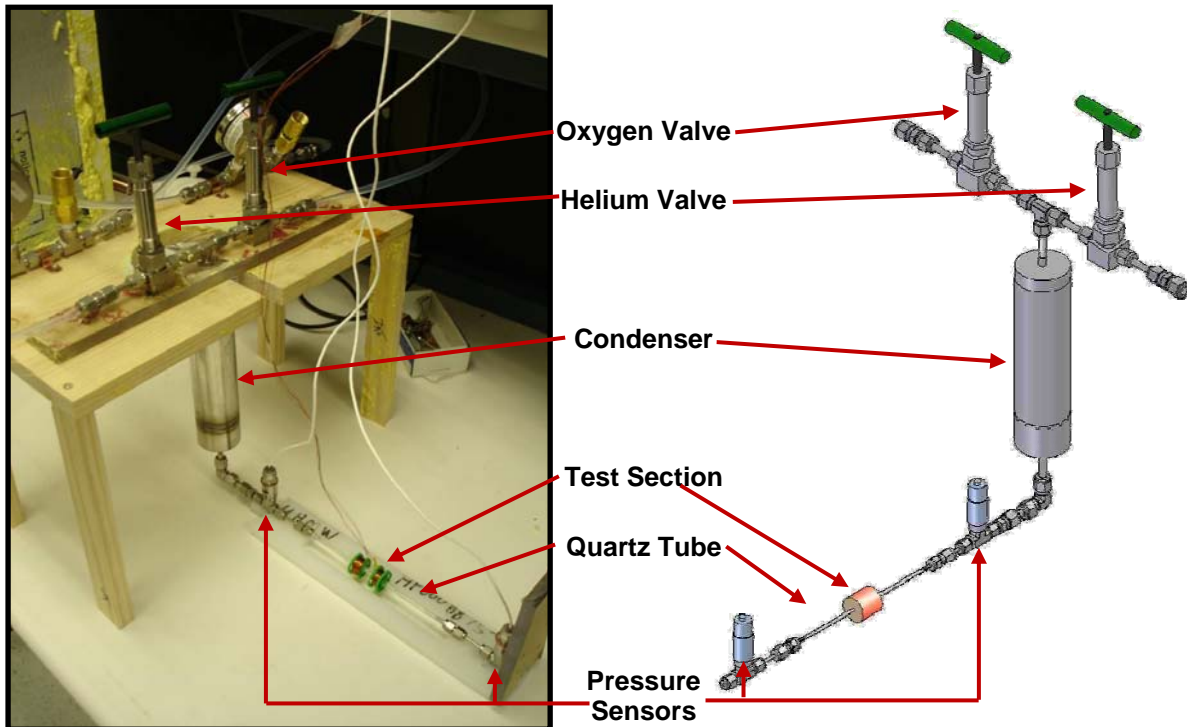 Oxygen Valve
Helium Valve
Condenser
Test Section
Quartz Tube
Pressure
Sensors